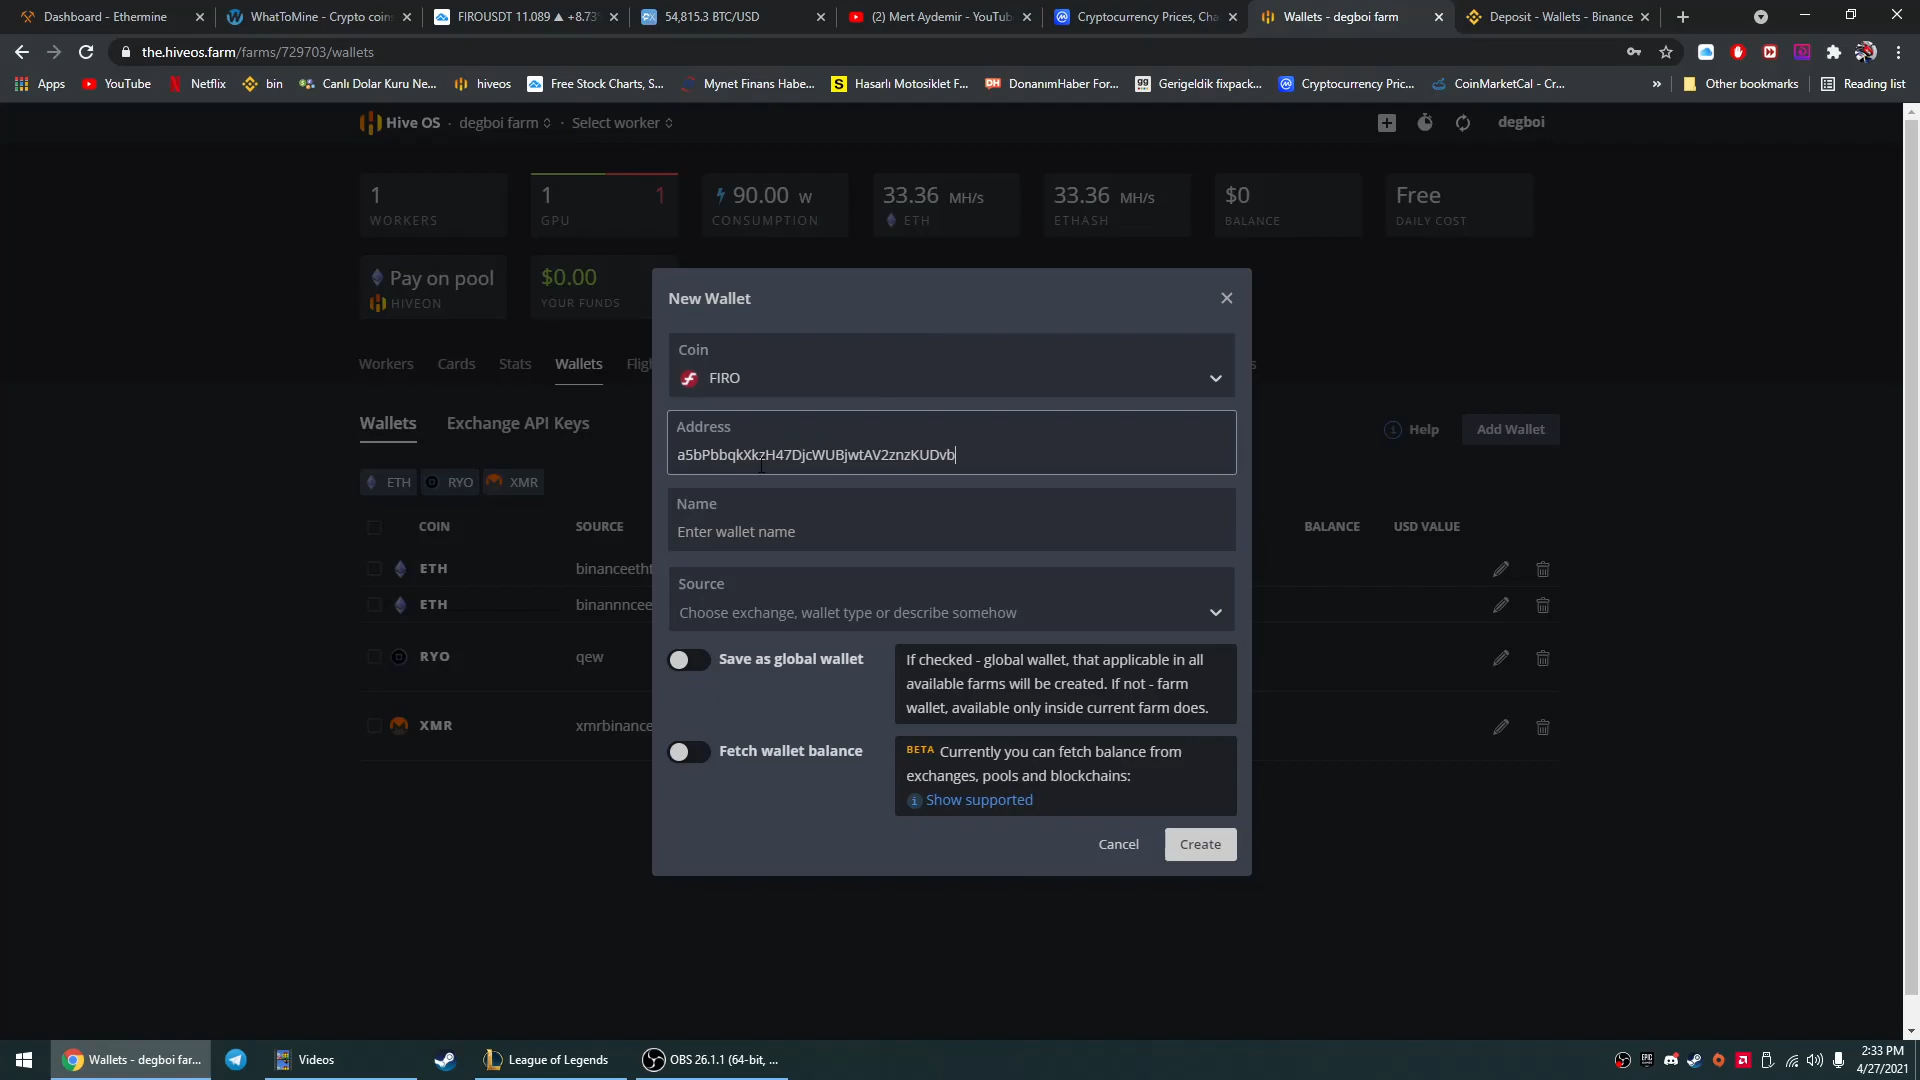 Dashboard - Ethermine
WhatToMine - Crypto coin
FIROUSDT 11.089 ▲ +8.73
54,815.3 BTC/USD
(2) Mert Aydemir - YouTub
Cryptocurrency Prices, Cha
Wallets - degboi farm
Deposit - Wallets - Binance
the.hiveos.farm/farms/729703/wallets
Apps
YouTube
Netflix
bin
Canlı Dolar Kuru Ne...
hiveos
Free Stock Charts, S...
Mynet Finans Habe...
Hasarlı Motosiklet F...
DonanımHaber For...
Gerigeldik fixpack...
Cryptocurrency Pric...
CoinMarketCal - Cr...
»
Other bookmarks
Reading list
Hive OS · degboi farm · Select worker
degboi
1
WORKERS
1 1
GPU
90.00 W
CONSUMPTION
33.36 MH/s
ETH
33.36 MH/s
ETHASH
$0
BALANCE
Free
DAILY COST
Pay on pool
HIVEON
$0.00
YOUR FUNDS
Workers
Cards
Stats
Wallets
Fligh
Wallets
Exchange API Keys
Help
Add Wallet
ETH
RYO
XMR
COIN
SOURCE
BALANCE
USD VALUE
ETH
binanceetht
ETH
binannncee
RYO
qew
XMR
xmrbinance
New Wallet
Coin
FIRO
Address
a5bPbbqkXkzH47DjcWUBjwtAV2znzKUDvb
Name
Enter wallet name
Source
Choose exchange, wallet type or describe somehow
Save as global wallet
If checked - global wallet, that applicable in all
available farms will be created. If not - farm
wallet, available only inside current farm does.
Fetch wallet balance
BETA Currently you can fetch balance from
exchanges, pools and blockchains:
Show supported
Cancel
Create
Wallets - degboi far...
Videos
League of Legends
OBS 26.1.1 (64-bit, ...
2:33 PM
4/27/2021